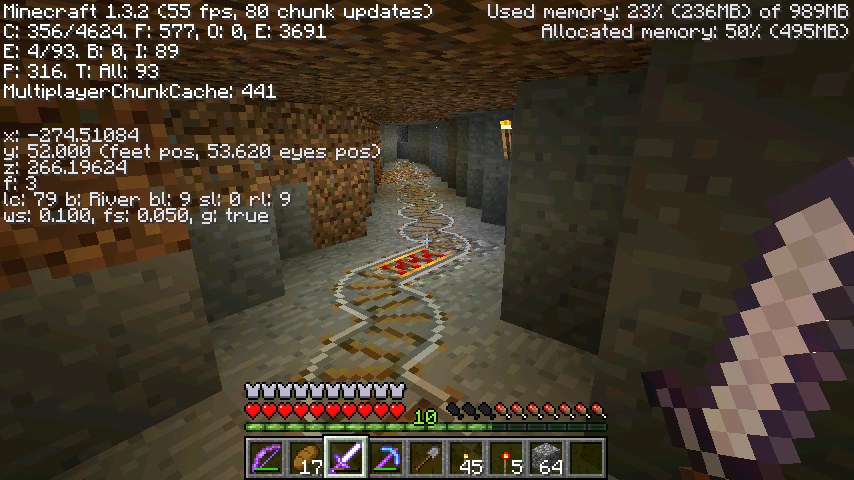 Minecraft 1.3.2 (55 fps, 80 chunk updates)
Used memory: 23% (236MB) of 989MB
C: 356/4624. F: 577, O: 0, E: 3691
Allocated memory: 50% (495MB)
E: 4/93. B: 0, I: 89
P: 316. T: All: 93
MultiplayerChunkCache: 441
x: -274.51084
y: 52.000 (feet pos, 53.620 eyes pos)
z: 266.19624
f: 3
lc: 79 b: River bl: 9 sl: 0 rl: 9
ws: 0.100, fs: 0.050, g: true
10
17 45 5 64